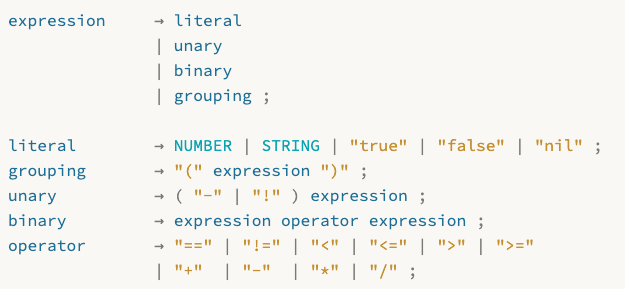 expression → literal
| unary
| binary
| grouping ;
literal → NUMBER | STRING | "true" | "false" | "nil" ;
grouping → "(" expression ")" ;
unary → ( "-" | "!" ) expression ;
binary → expression operator expression ;
operator → "==" | "!=" | "<" | "<=" | ">" | ">="
| "+" | "-" | "*" | "/" ;